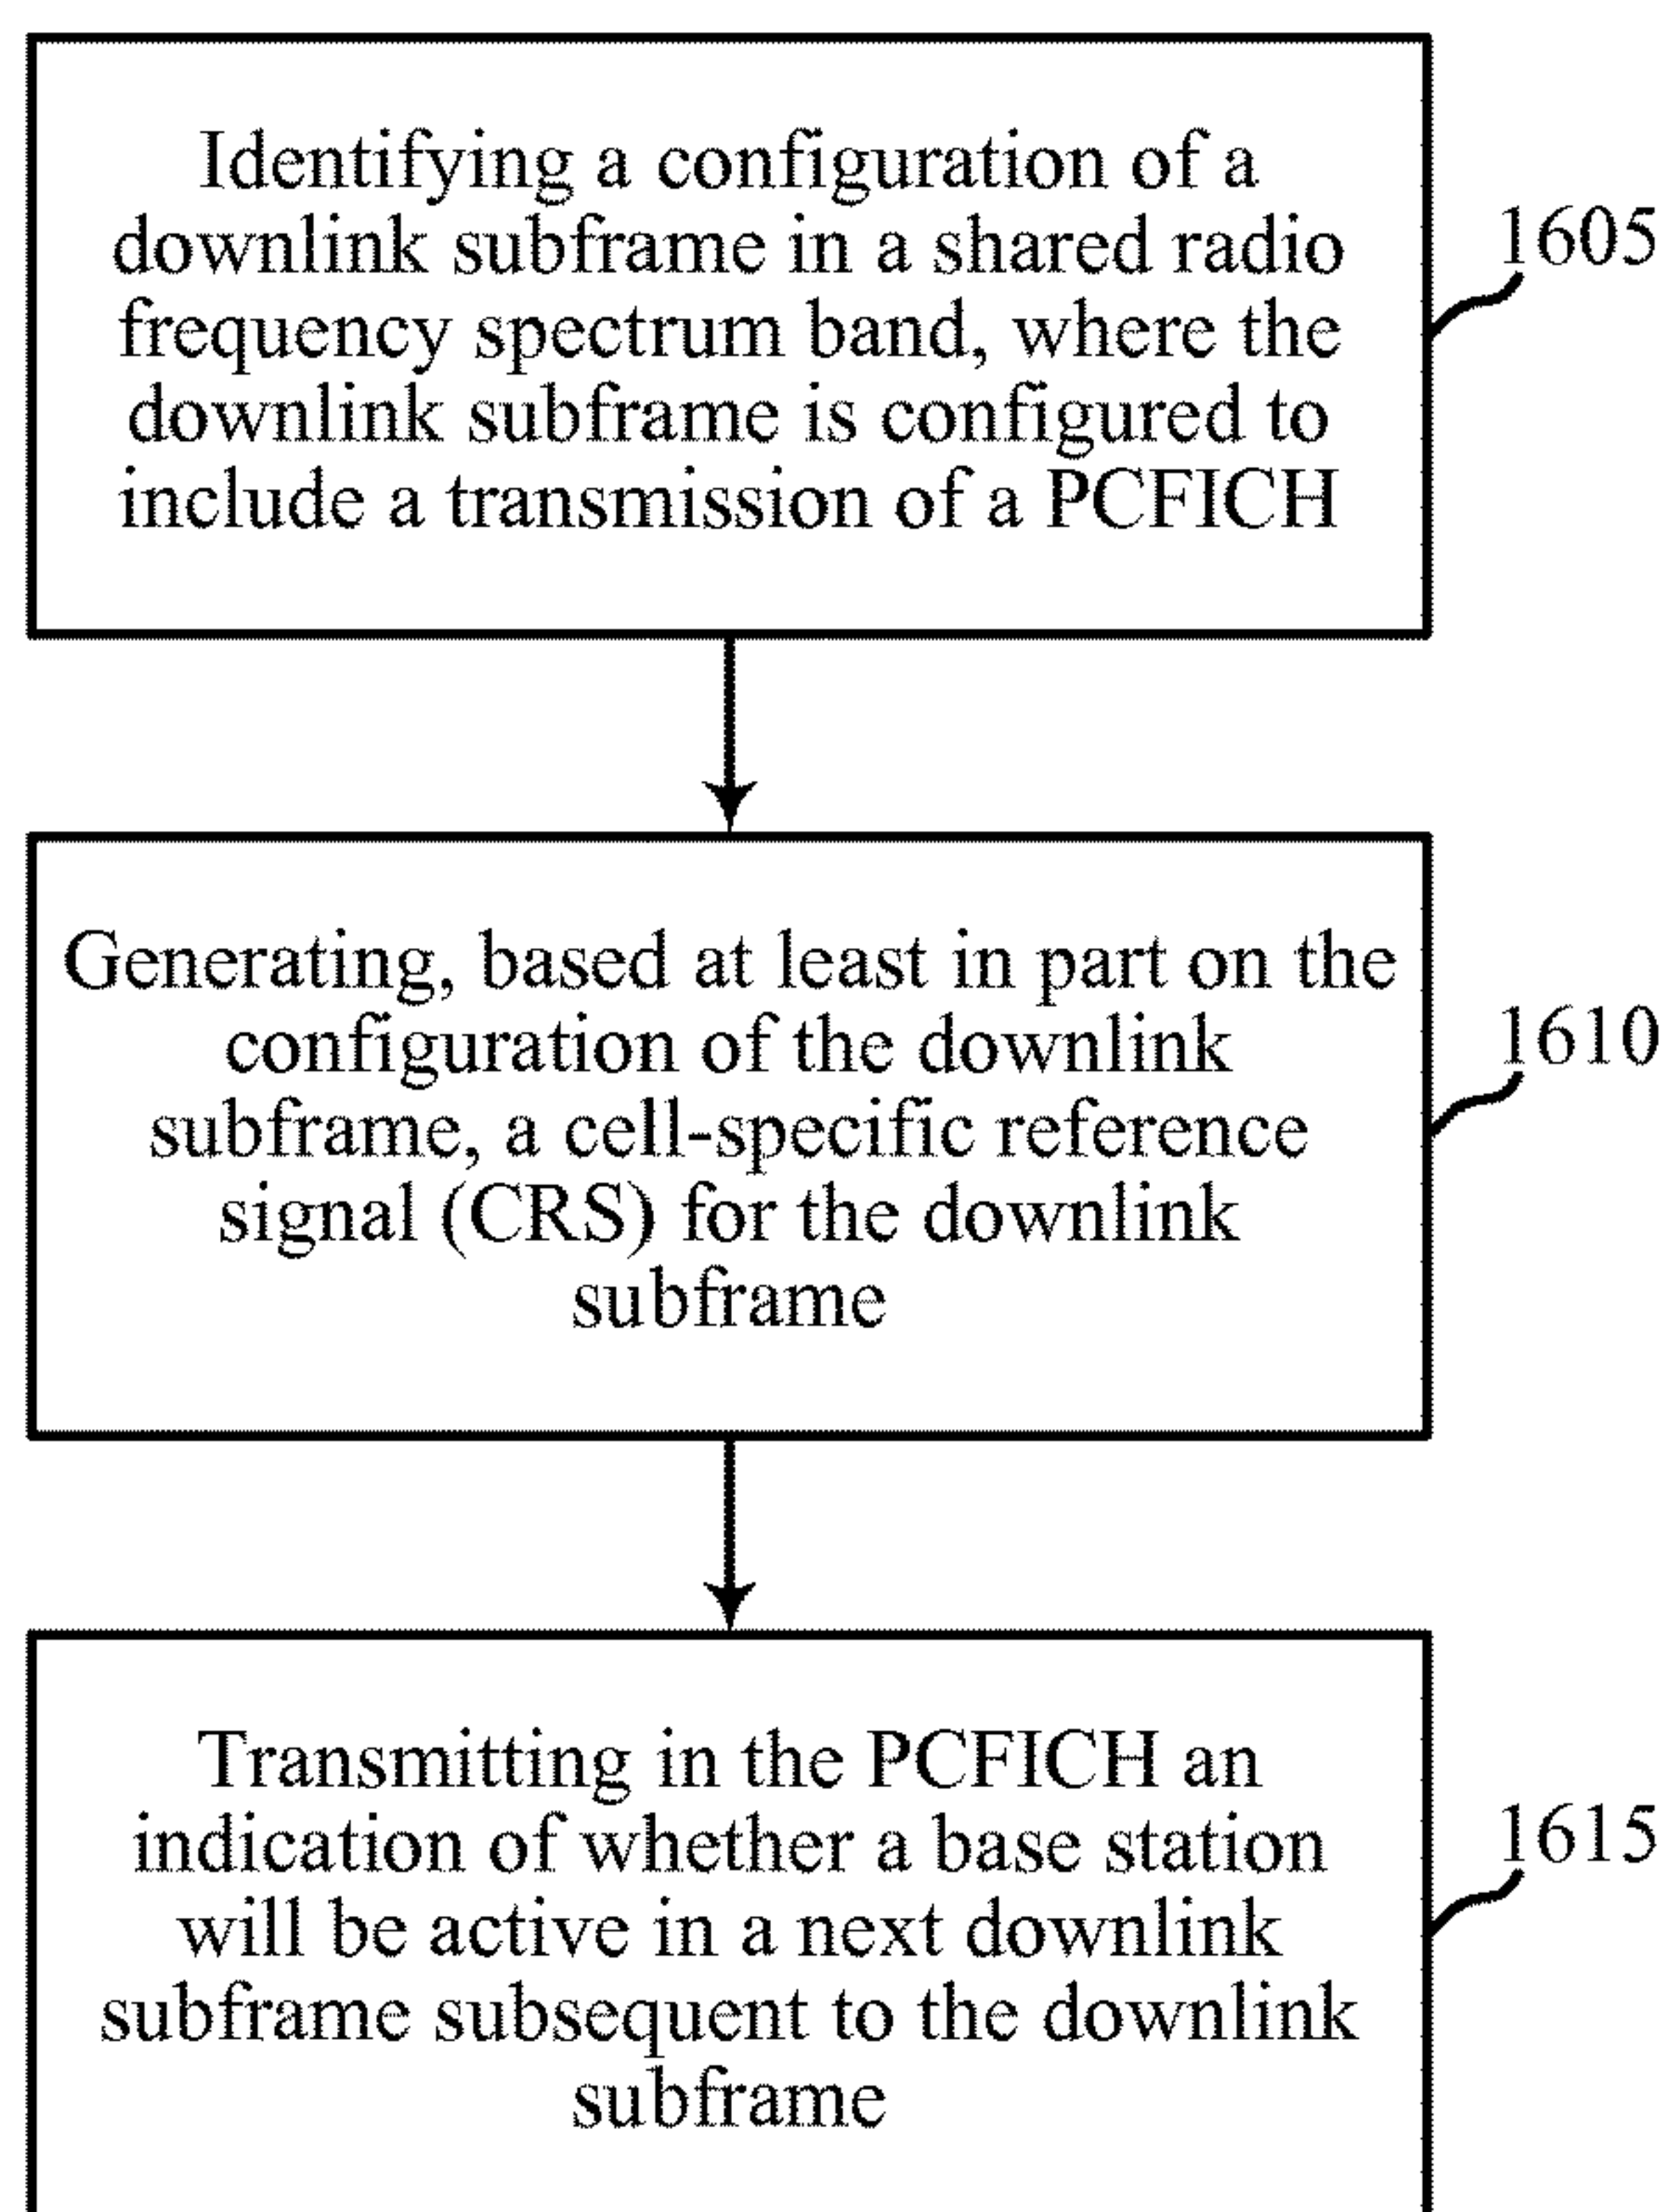 Identifying a configuration of a
downlink subframe in a shared radio
frequency spectrum band, where the
downlink subframe is configured to
include a transmission of a PCFICH
1605
Generating, based at least in part on the
configuration of the downlink
subframe, a cell-specific reference
signal (CRS) for the downlink
subframe
1610
Transmitting in the PCFICH an
indication of whether a base station
will be active in a next downlink
subframe subsequent to the downlink
subframe
1615